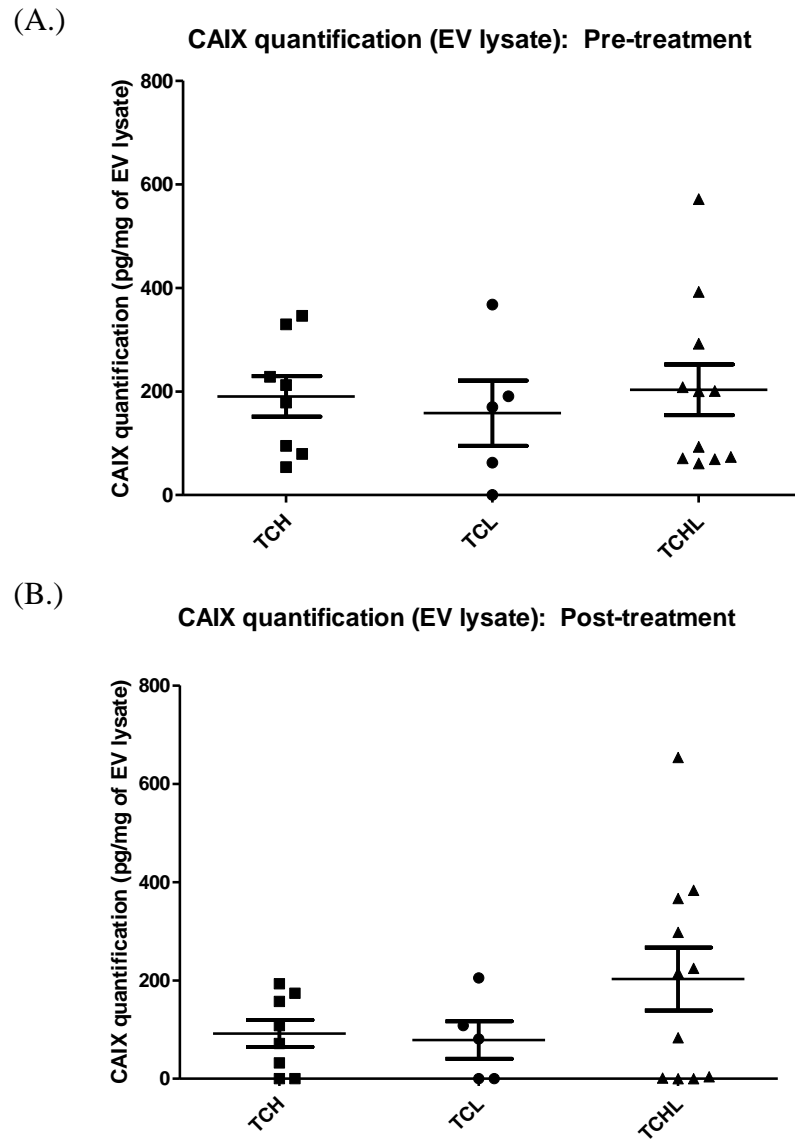 (A.)
CAIX quantification (EV lysate): Pre-treatment
CAIX quantification (pg/mg of EV lysate)
800
600
400
200
0
TCH
TCL
TCHL
(B.)
CAIX quantification (EV lysate): Post-treatment
CAIX quantification (pg/mg of EV lysate)
800
600
400
200
0
TCH
TCL
TCHL